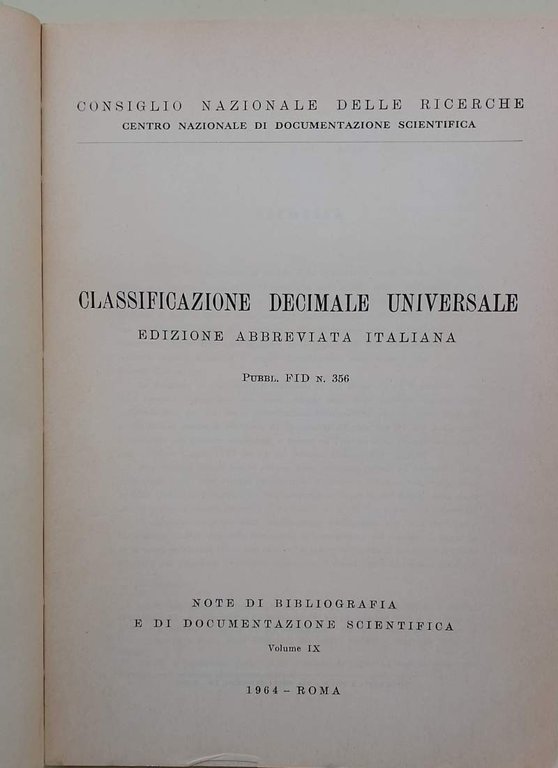 CONSIGLIO NAZIONALE DELLE RICERCHE
CENTRO NAZIONALE DI DOCUMENTAZIONE SCIENTIFICA
CLASSIFICAZIONE DECIMALE UNIVERSALE
EDIZIONE ABBREVIATA ITALIANA
PUBBL. FID N. 356
NOTE DI BIBLIOGRAFIA
E DI DOCUMENTAZIONE SCIENTIFICA
Volume IX
1964 – ROMA